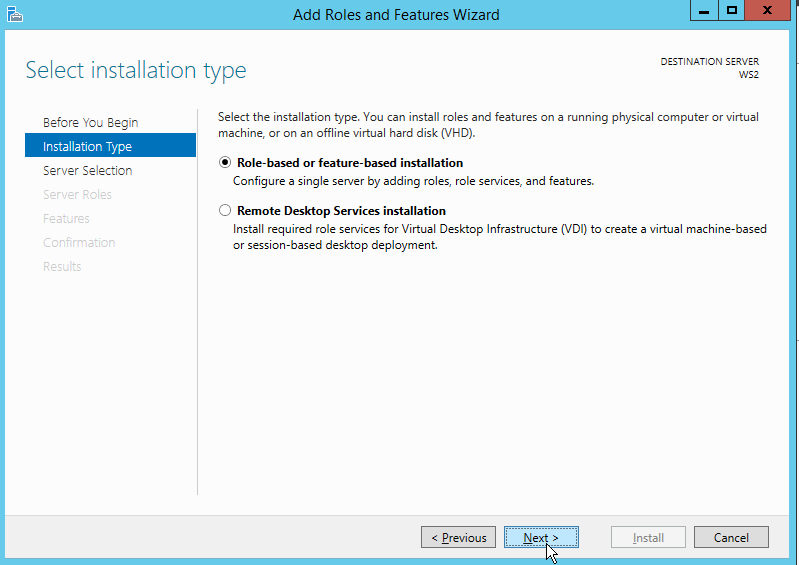 Add Roles and Features Wizard
Select installation type
DESTINATION SERVER
WS2
Before You Begin
Installation Type
Server Selection
Server Roles
Features
Confirmation
Results
Select the installation type. You can install roles and features on a running physical computer or virtual
machine, or on an offline virtual hard disk (VHD).
Role-based or feature-based installation
Configure a single server by adding roles, role services, and features.
Remote Desktop Services installation
Install required role services for Virtual Desktop Infrastructure (VDI) to create a virtual machine-based
or session-based desktop deployment.
< Previous
Next >
Install
Cancel